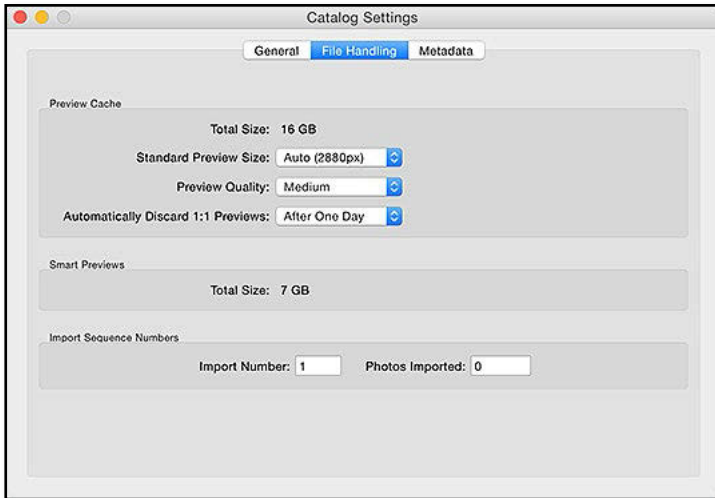 Catalog Settings
General File Handling Metadata
Preview Cache
Total Size: 16 GB
Standard Preview Size: Auto (2880px)
Preview Quality: Medium
Automatically Discard 1:1 Previews: After One Day
Smart Previews
Total Size: 7 GB
Import Sequence Numbers
Import Number: 1 Photos Imported: 0